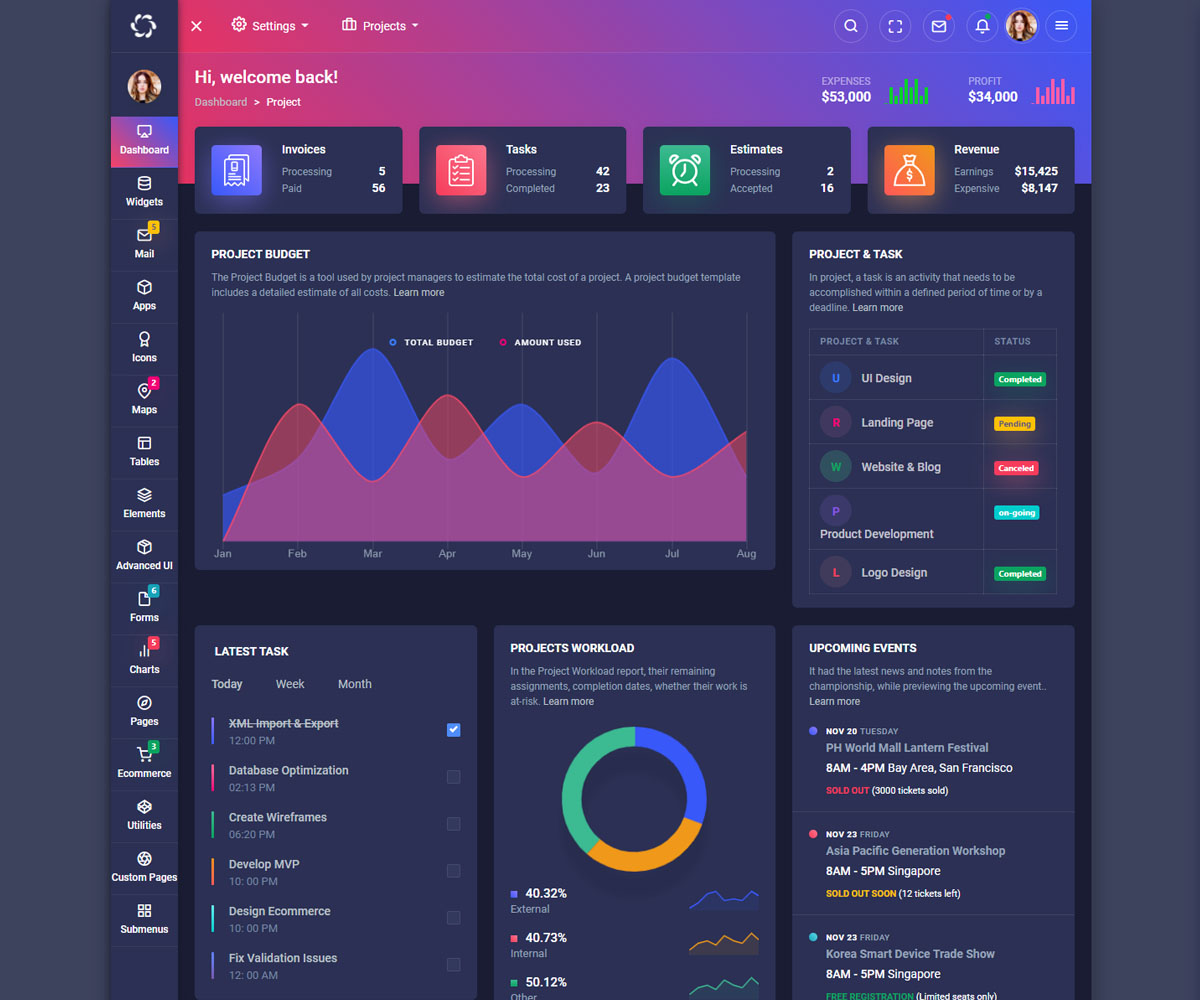 Settings
Projects
Hi, welcome back!
Dashboard > Project
EXPENSES
$53,000
PROFIT
$34,000
Dashboard
Widgets
5
Mail
Apps
Icons
2
Maps
Tables
Elements
Advanced UI
6
Forms
5
Charts
Pages
3
Ecommerce
Utilities
Custom Pages
Submenus
Invoices
Processing 5
Paid 56
Tasks
Processing 42
Completed 23
Estimates
Processing 2
Accepted 16
Revenue
Earnings $15,425
Expensive $8,147
PROJECT BUDGET
The Project Budget is a tool used by project managers to estimate the total cost of a project. A project budget template
includes a detailed estimate of all costs. Learn more
TOTAL BUDGET AMOUNT USED
Jan Feb Mar Apr May Jun Jul Aug
PROJECT & TASK
In project, a task is an activity that needs to be
accomplished within a defined period of time or by a
deadline. Learn more
PROJECT & TASK STATUS
U UI Design Completed
R Landing Page Pending
W Website & Blog Canceled
P on-going
Product Development
L Logo Design Completed
LATEST TASK
Today Week Month
XML Import & Export
12:00 PM
Database Optimization
02:13 PM
Create Wireframes
06:20 PM
Develop MVP
10: 00 PM
Design Ecommerce
10: 00 PM
Fix Validation Issues
12: 00 AM
PROJECTS WORKLOAD
In the Project Workload report, their remaining
assignments, completion dates, whether their work is
at-risk. Learn more
40.32%
External
40.73%
Internal
50.12%
Other
UPCOMING EVENTS
It had the latest news and notes from the
championship, while previewing the upcoming event..
Learn more
NOV 20 TUESDAY
PH World Mall Lantern Festival
8AM - 4PM Bay Area, San Francisco
SOLD OUT (3000 tickets sold)
NOV 23 FRIDAY
Asia Pacific Generation Workshop
8AM - 5PM Singapore
SOLD OUT SOON (12 tickets left)
NOV 23 FRIDAY
Korea Smart Device Trade Show
8AM - 5PM Singapore
FREE REGISTRATION (Limited seats only)